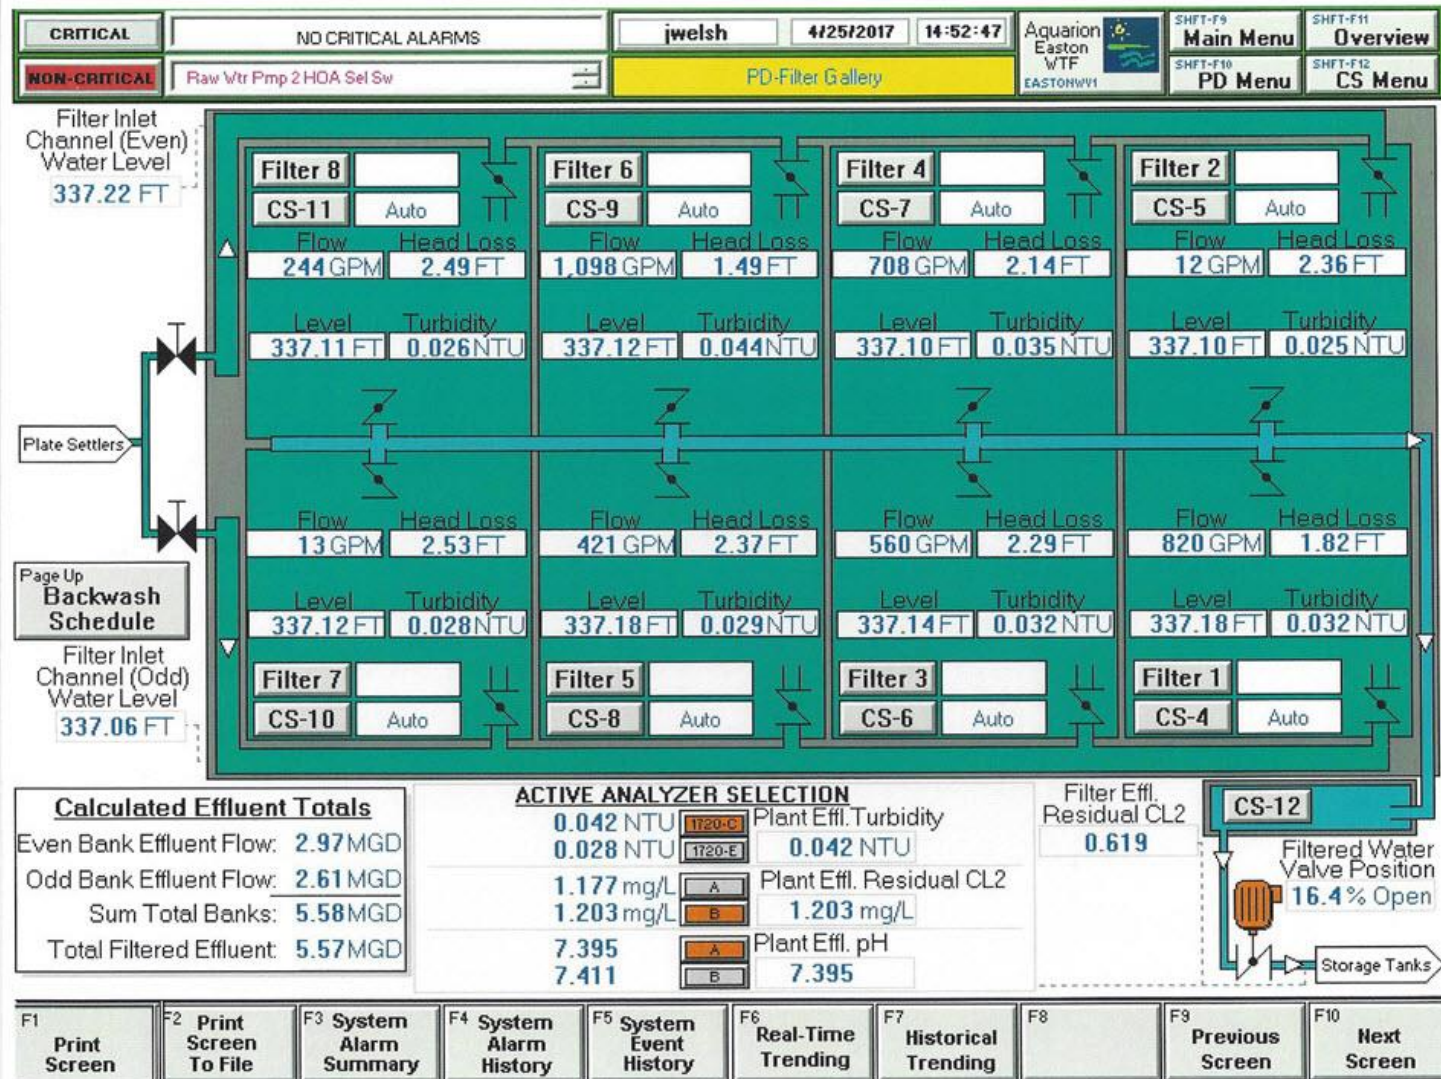 CRITICAL
NO CRITICAL ALARMS
jwelsh
4/25/2017
14:52:47
Aquarion
Easton
WTF
EASTONWV1
SHFT-F9
Main Menu
SHFT-F11
Overview
NON-CRITICAL
Raw Wtr Pmp 2 HOA Sel Sw
PD-Filter Gallery
SHFT-F10
PD Menu
SHFT-F12
CS Menu
Filter Inlet
Channel (Even)
Water Level
337.22 FT
Filter 8
CS-11 Auto
Flow Head Loss
244 GPM 2.49 FT
Level Turbidity
337.11 FT 0.026 NTU
Filter 6
CS-9 Auto
Flow Head Loss
1,098 GPM 1.49 FT
Level Turbidity
337.12 FT 0.044 NTU
Filter 4
CS-7 Auto
Flow Head Loss
708 GPM 2.14 FT
Level Turbidity
337.10 FT 0.035 NTU
Filter 2
CS-5 Auto
Flow Head Loss
12 GPM 2.36 FT
Level Turbidity
337.10 FT 0.025 NTU
Plate Settlers
Flow Head Loss
13 GPM 2.53 FT
Level Turbidity
337.12 FT 0.028 NTU
Filter 7
CS-10 Auto
Flow Head Loss
421 GPM 2.37 FT
Level Turbidity
337.18 FT 0.029 NTU
Filter 5
CS-8 Auto
Flow Head Loss
560 GPM 2.29 FT
Level Turbidity
337.14 FT 0.032 NTU
Filter 3
CS-6 Auto
Flow Head Loss
820 GPM 1.82 FT
Level Turbidity
337.18 FT 0.032 NTU
Filter 1
CS-4 Auto
Page Up
Backwash
Schedule
Filter Inlet
Channel (Odd)
Water Level
337.06 FT
Calculated Effluent Totals
Even Bank Effluent Flow: 2.97 MGD
Odd Bank Effluent Flow: 2.61 MGD
Sum Total Banks: 5.58 MGD
Total Filtered Effluent: 5.57 MGD
ACTIVE ANALYZER SELECTION
0.042 NTU 1720-C Plant Effl. Turbidity
0.028 NTU 1720-E 0.042 NTU
1.177 mg/L A Plant Effl. Residual CL2
1.203 mg/L B 1.203 mg/L
7.395 A Plant Effl. pH
7.411 B 7.395
Filter Effl.
Residual CL2
0.619
CS-12
Filtered Water
Valve Position
16.4 % Open
Storage Tanks
F1
Print
Screen
F2 Print
Screen
To File
F3 System
Alarm
Summary
F4 System
Alarm
History
F5 System
Event
History
F6
Real-Time
Trending
F7
Historical
Trending
F8
F9
Previous
Screen
F10
Next
Screen